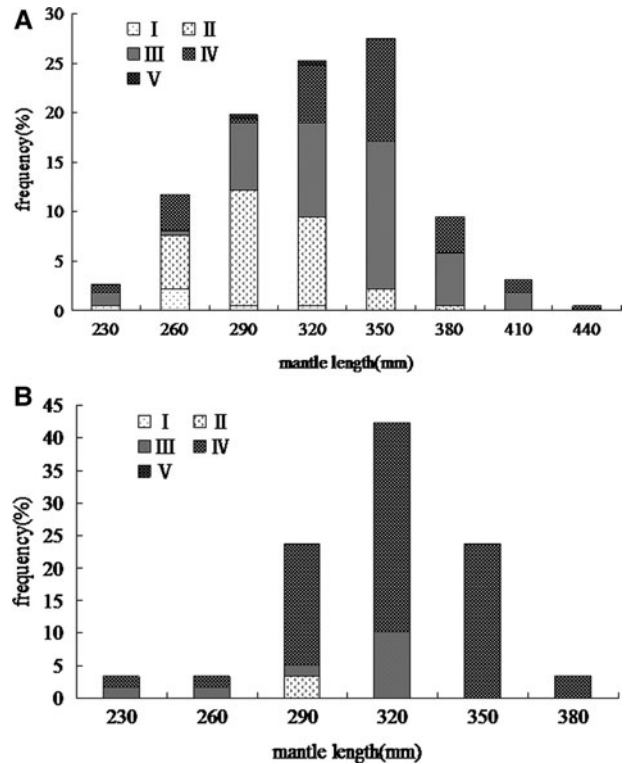 A
30
25
20
15
10
5
0
frequency(%)
I II
III IV
V
230 260 290 320 350 380 410 440
mantle length(mm)
B
45
40
35
30
25
20
15
10
5
0
frequency(%)
I II
III IV
V
230 260 290 320 350 380
mantle length(mm)